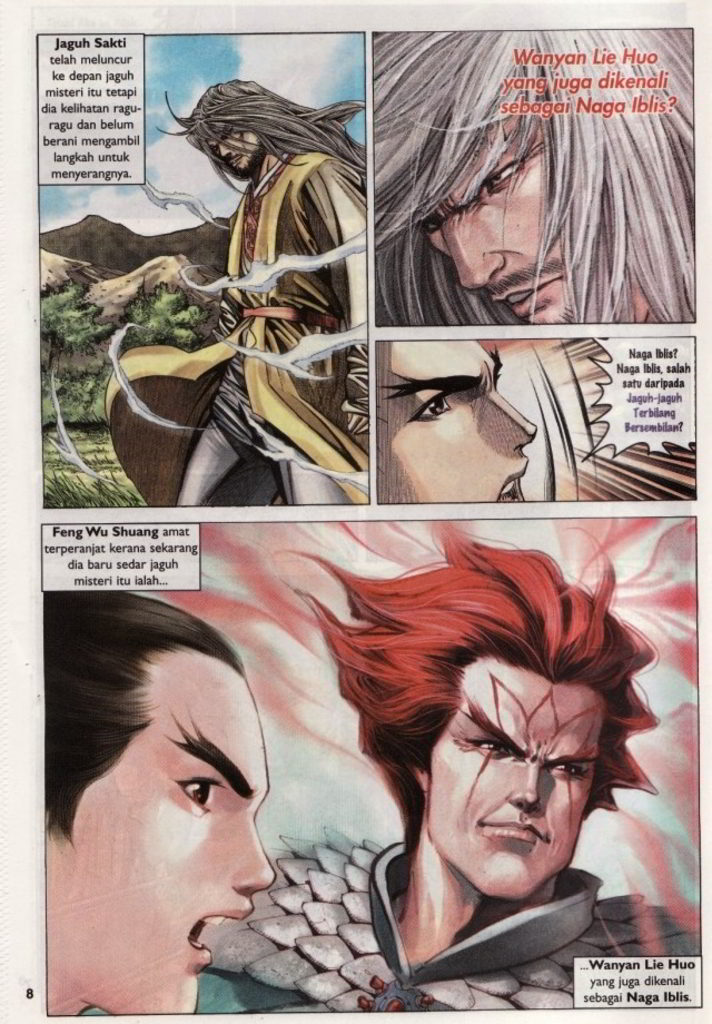 Jaguh Sakti
telah meluncur
ke depan jaguh
misteri itu tetapi
dia kelihatan ragu-
ragu dan belum
berani mengambil
langkah untuk
menyerangnya.
Wanyan Lie Huo
yang juga dikenali
sebagai Naga Iblis?
Naga Iblis?
Naga Iblis, salah
satu daripada
Jaguh-jaguh
Terbilang
Bersembilan?
Feng Wu Shuang amat
terperanjat kerana sekarang
dia baru sedar jaguh
misteri itu ialah...
...Wanyan Lie Huo
yang juga dikenali
sebagai Naga Iblis.
8